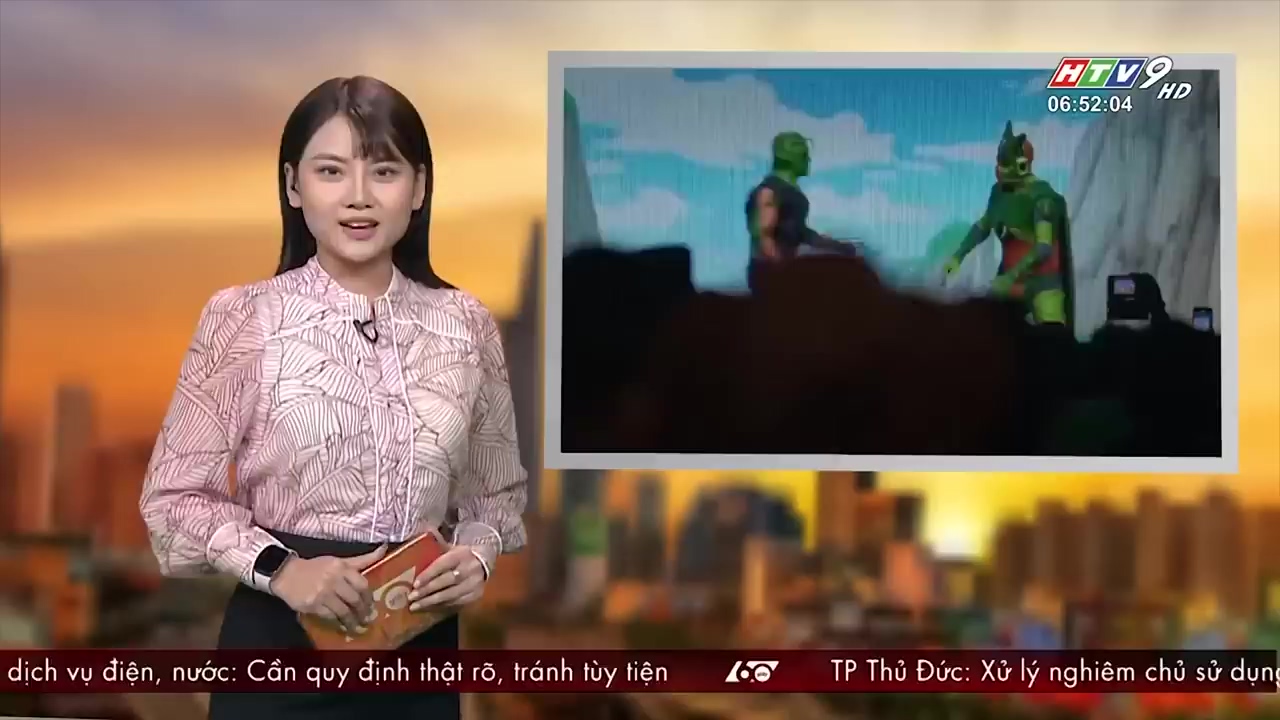 HTV9 HD
06:52:04
dịch vụ điện, nước: Cần quy định thật rõ, tránh tùy tiện 60 TP Thủ Đức: Xử lý nghiêm chủ sử dụng